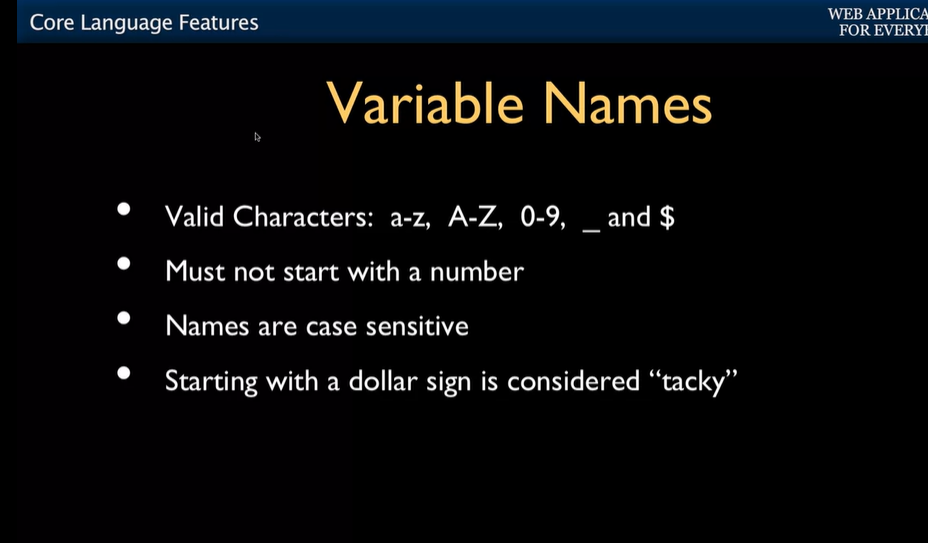 Core Language Features
WEB APPLICA
FOR EVERY
Variable Names
• Valid Characters: a-z, A-Z, 0-9, _ and $
• Must not start with a number
• Names are case sensitive
• Starting with a dollar sign is considered “tacky”